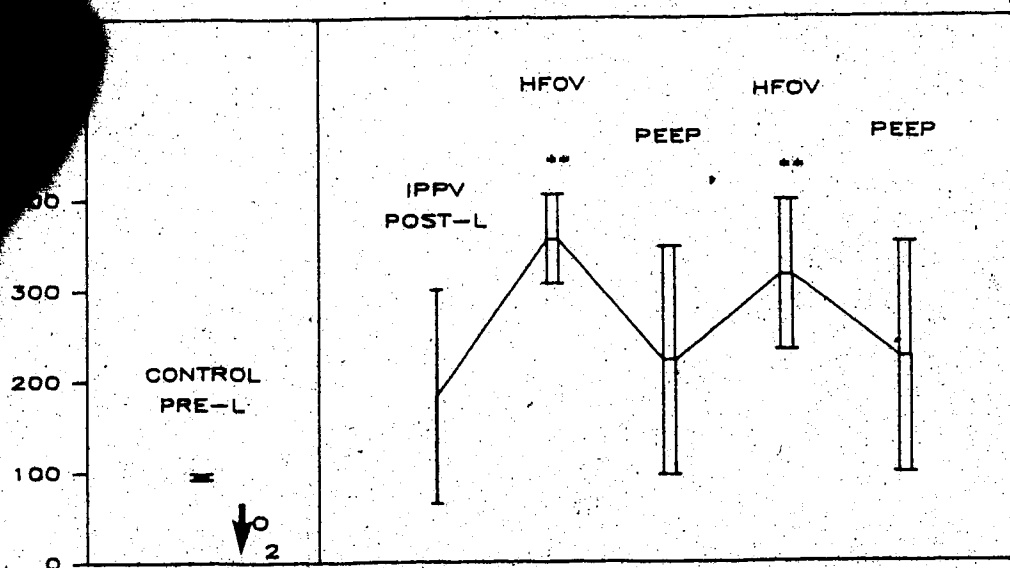 HFOV
HFOV
PEEP
PEEP
**
**
IPPV
POST-L
300
200
CONTROL
PRE-L
100
O
2
0